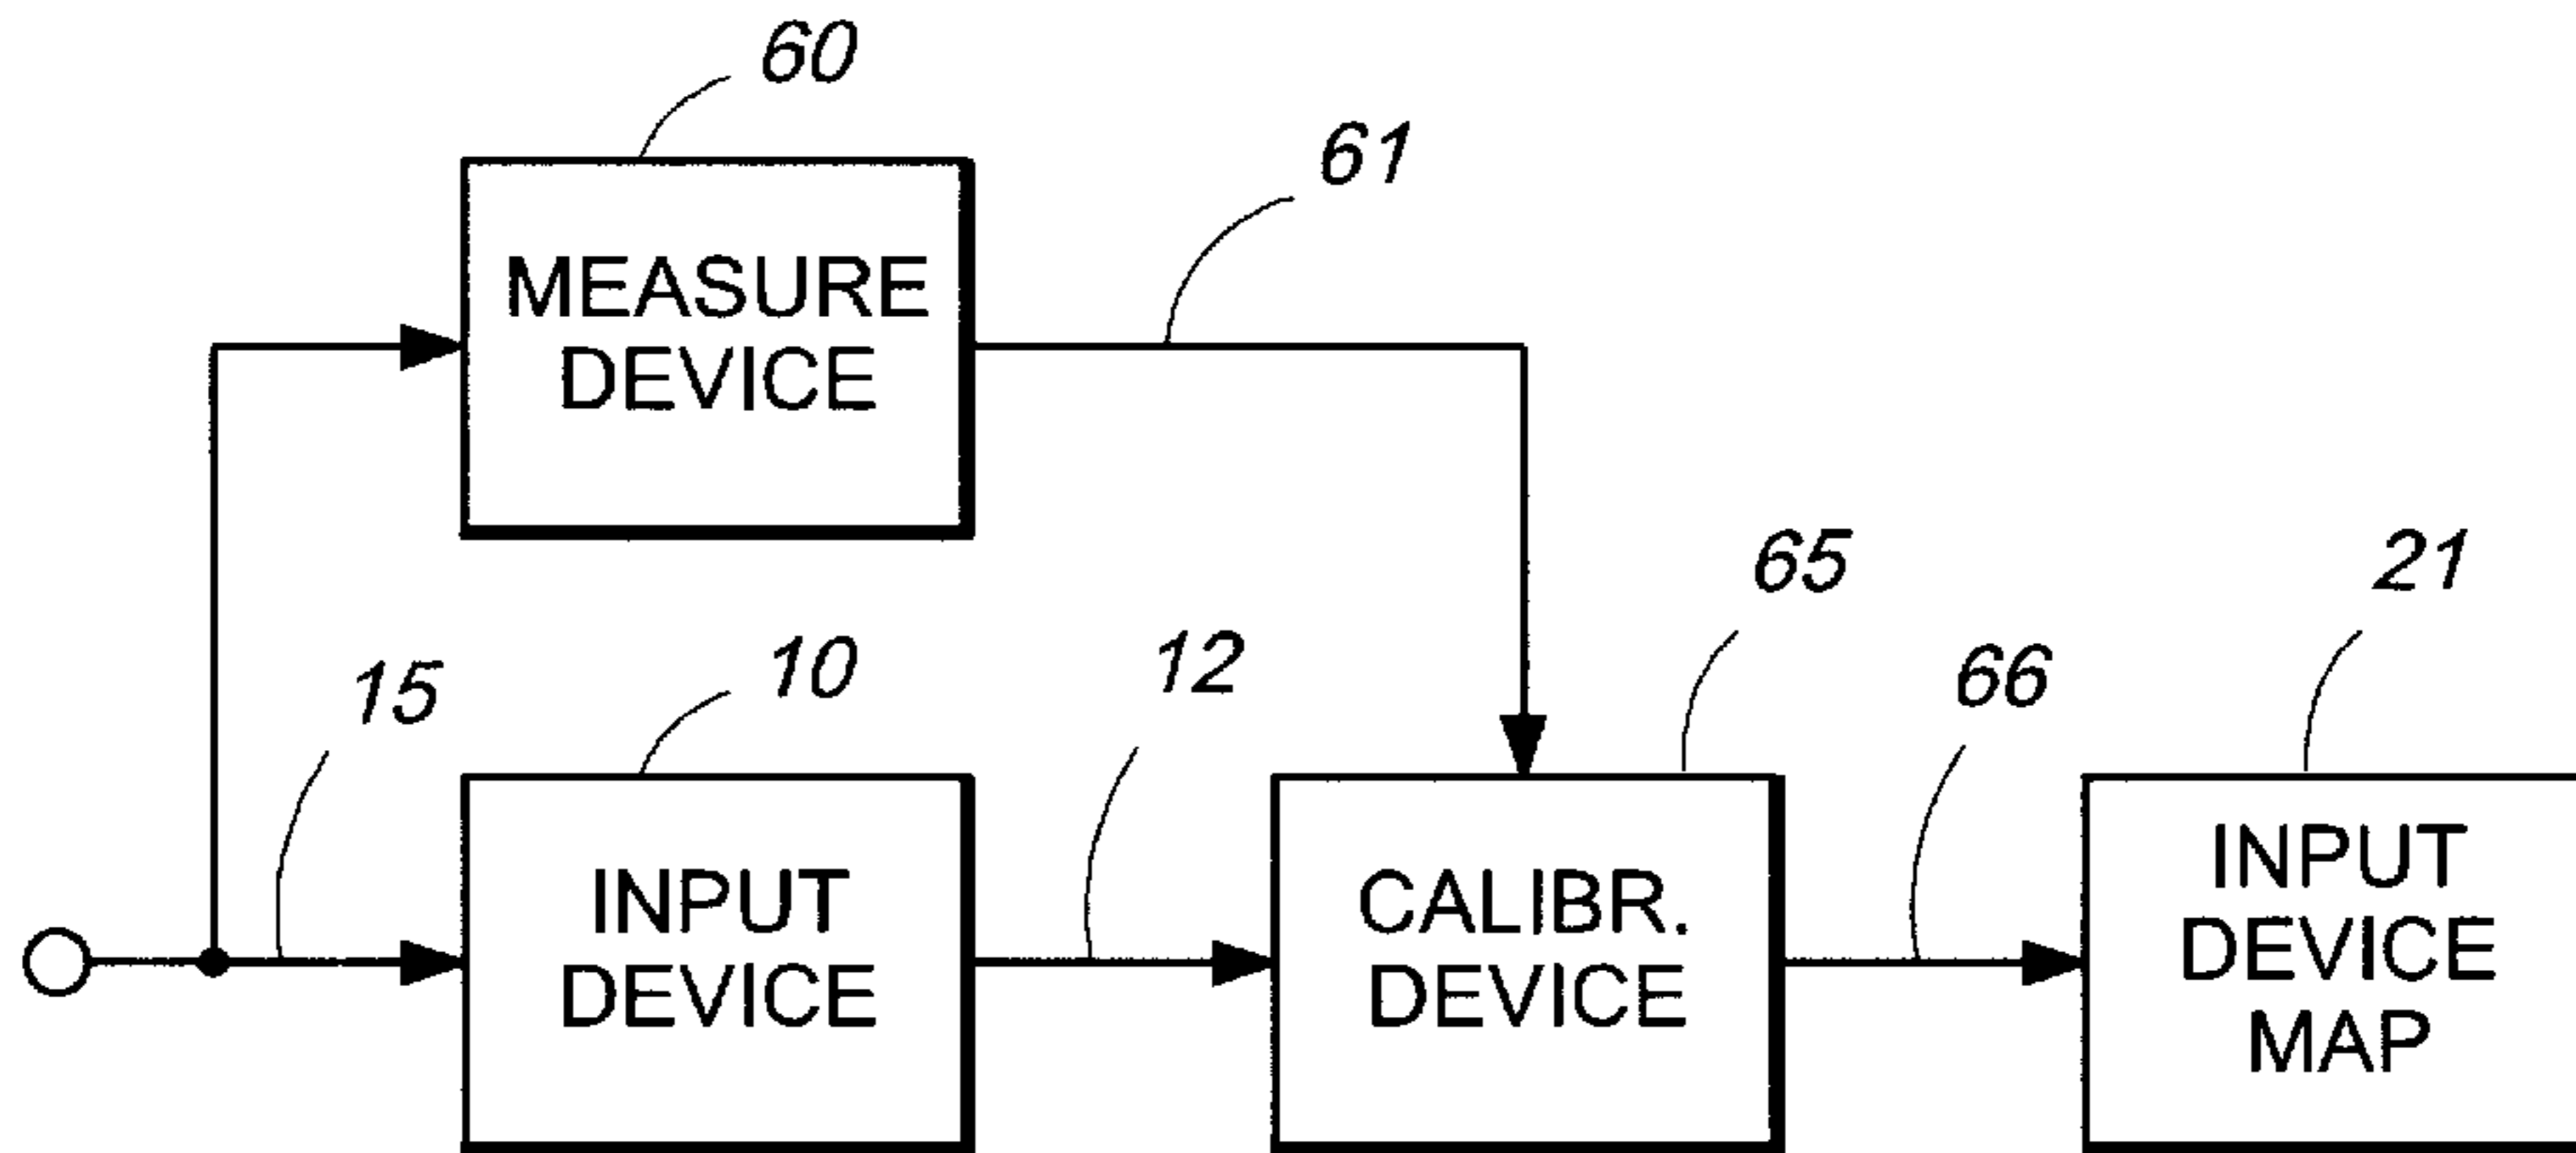 60
MEASURE
DEVICE
61
15
10
INPUT
DEVICE
12
65
CALIBR.
DEVICE
66
21
INPUT
DEVICE
MAP